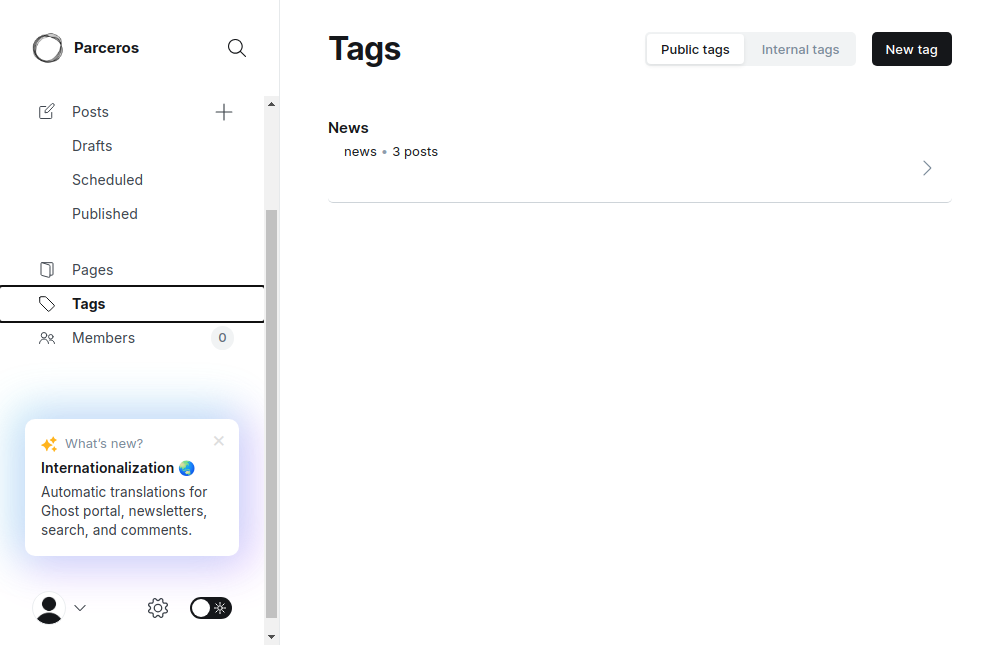 Parceros
Posts
Drafts
Scheduled
Published
Pages
Tags
Members
0
What's new?
Internationalization 🌏
Automatic translations for
Ghost portal, newsletters,
search, and comments.
Tags
Public tags
Internal tags
New tag
News
news • 3 posts